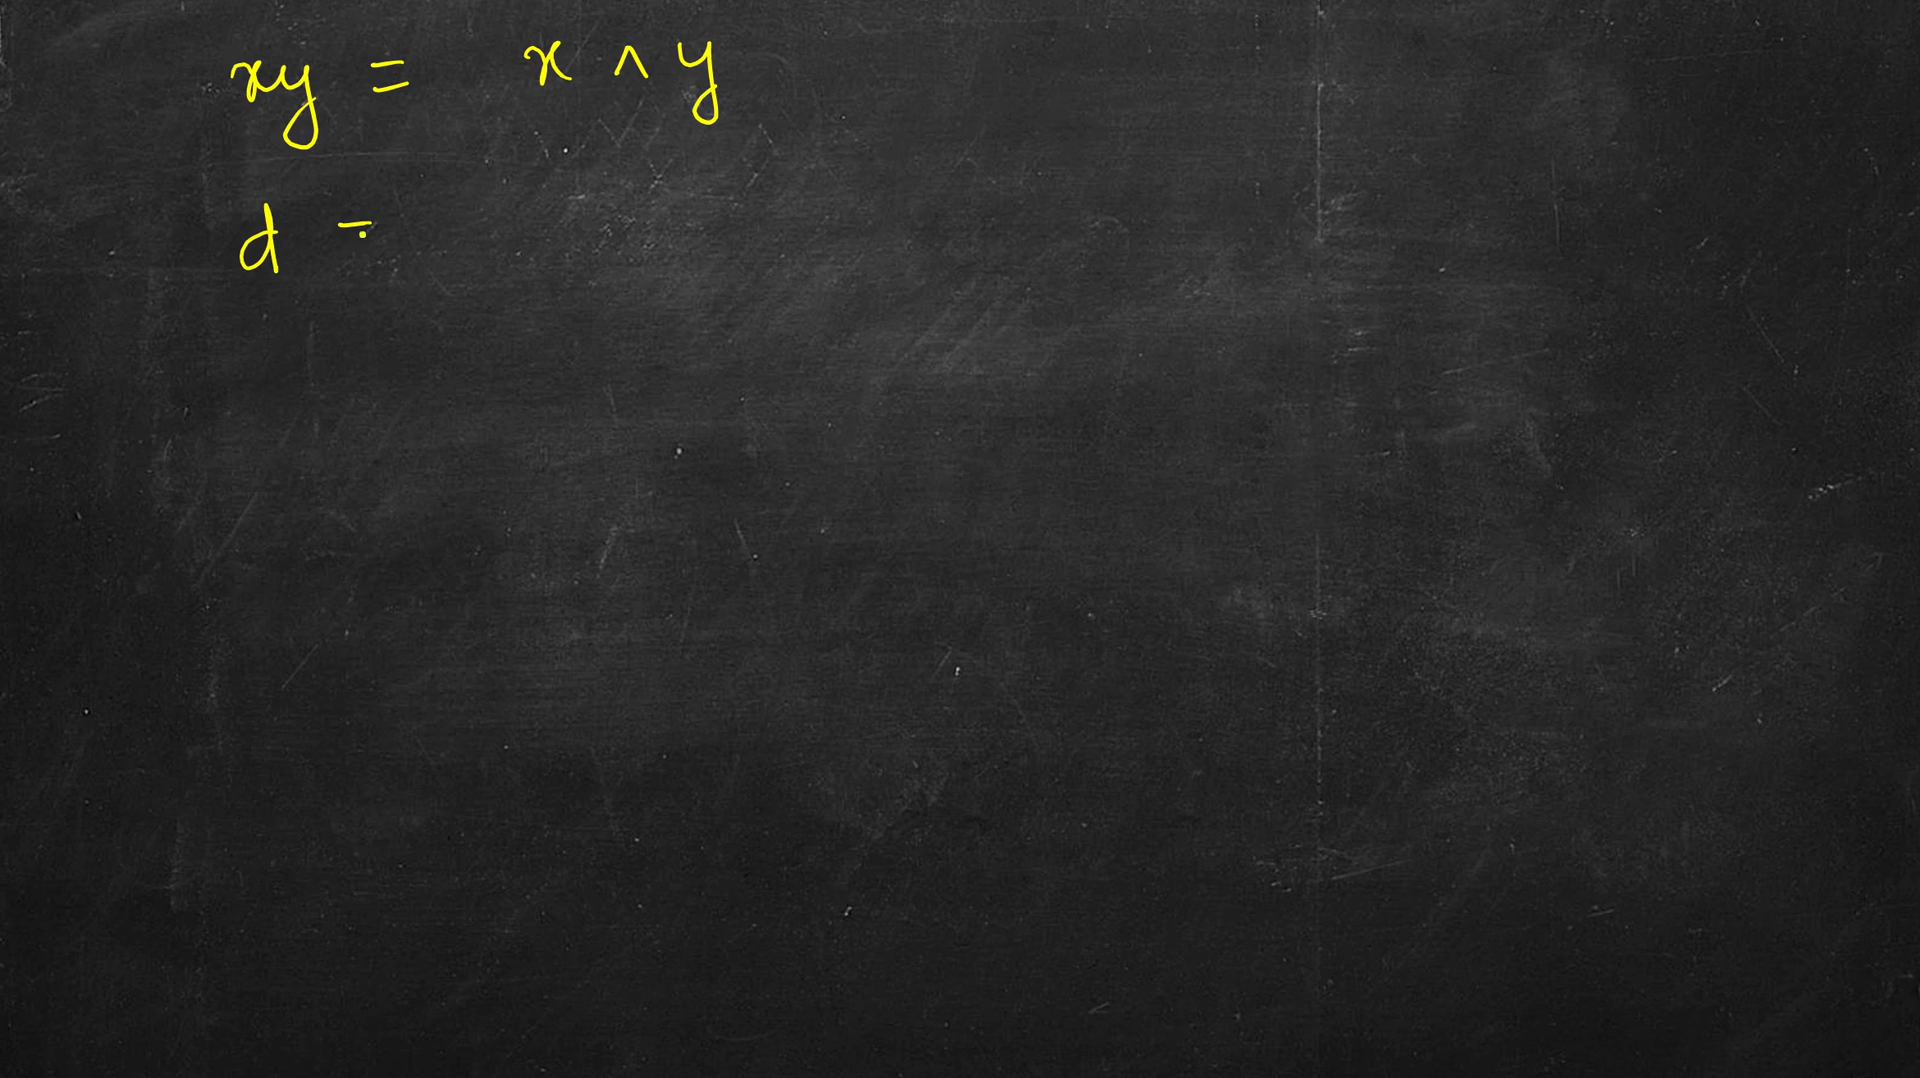 xy = x ∧ y
d =